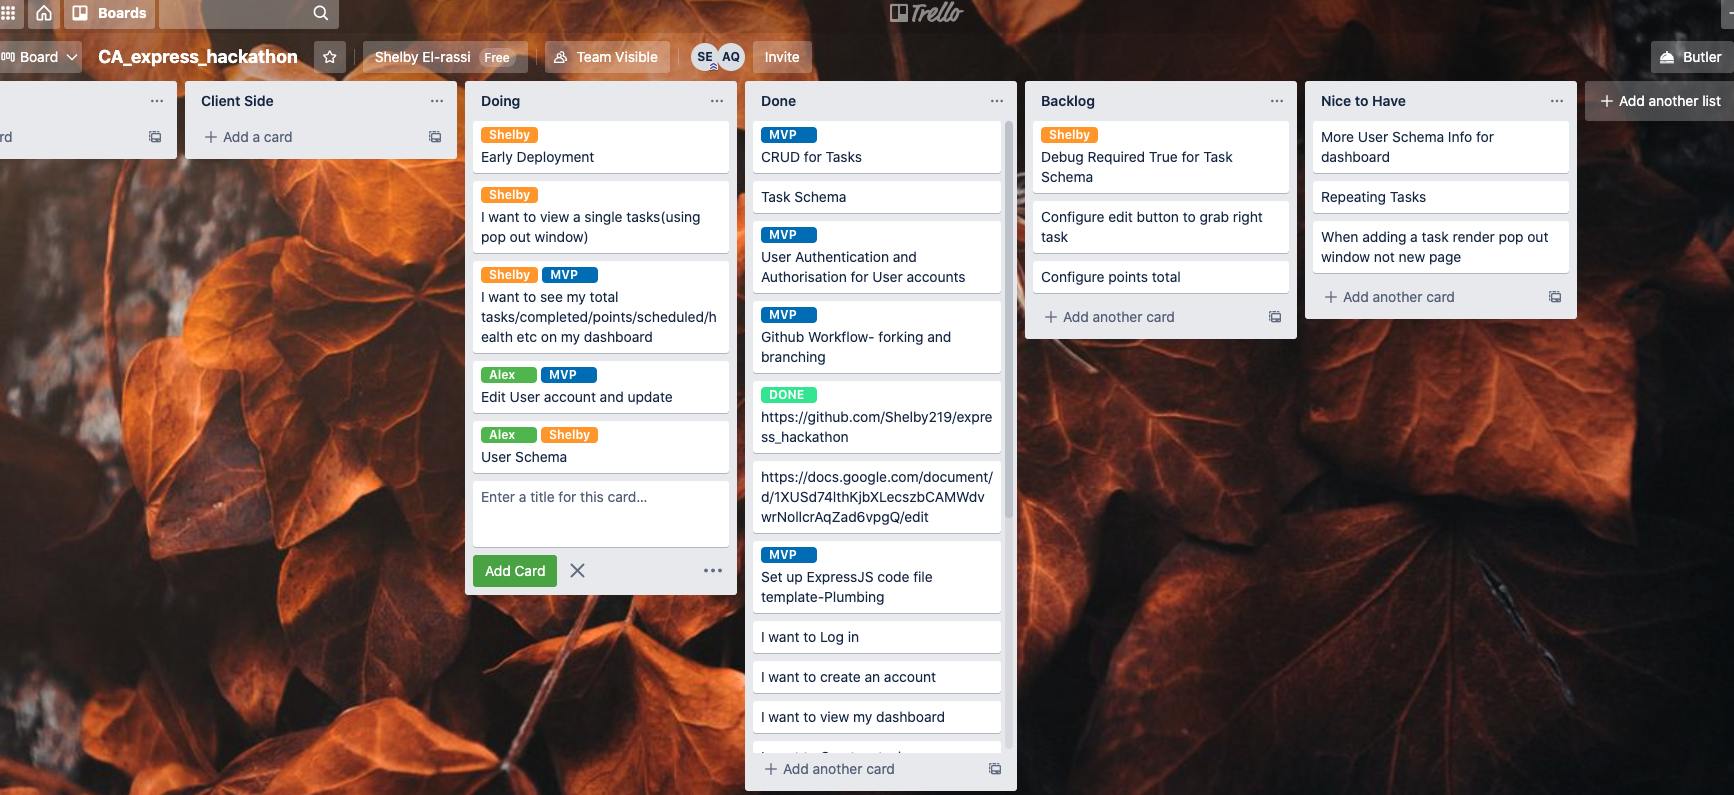 Boards
Trello
Board
CA_express_hackathon
Shelby El-rassi Free
Team Visible
SE AQ
Invite
Butler
rd
Client Side
Add a card
Doing
Shelby
Early Deployment
Shelby
I want to view a single tasks(using
pop out window)
Shelby MVP
I want to see my total
tasks/completed/points/scheduled/h
ealth etc on my dashboard
Alex MVP
Edit User account and update
Alex Shelby
User Schema
Enter a title for this card...
Add Card
Done
MVP
CRUD for Tasks
Task Schema
MVP
User Authentication and
Authorisation for User accounts
MVP
Github Workflow- forking and
branching
DONE
https://github.com/Shelby219/expre
ss_hackathon
https://docs.google.com/document/
d/1XUSd74lthKjbXLecszbCAMWdv
wrNollcrAqZad6vpgQ/edit
MVP
Set up ExpressJS code file
template-Plumbing
I want to Log in
I want to create an account
I want to view my dashboard
Add another card
Backlog
Shelby
Debug Required True for Task
Schema
Configure edit button to grab right
task
Configure points total
Add another card
Nice to Have
More User Schema Info for
dashboard
Repeating Tasks
When adding a task render pop out
window not new page
Add another card
Add another list